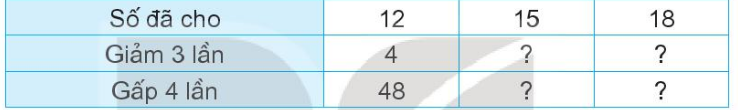 Số đã cho 12 15 18
Giảm 3 lần 4 ? ?
Gấp 4 lần 48 ? ?